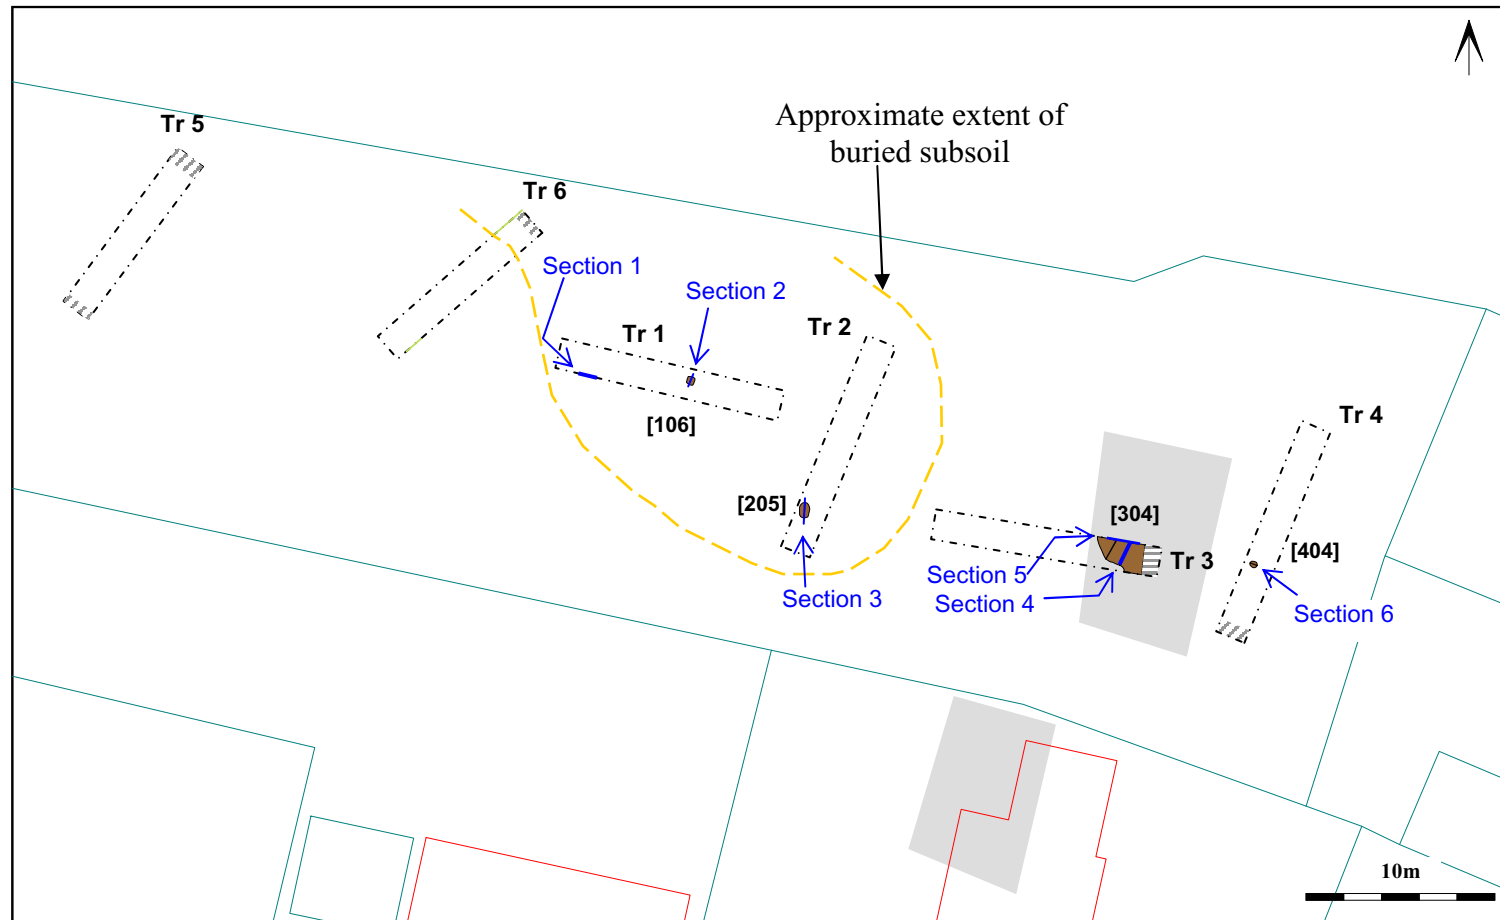 Approximate extent of
buried subsoil
Tr 5
Tr 6
Section 1
Section 2
Tr 1
Tr 2
[106]
Tr 4
[205]
[304]
[404]
Tr 3
Section 5
Section 4
Section 3
Section 6
10m